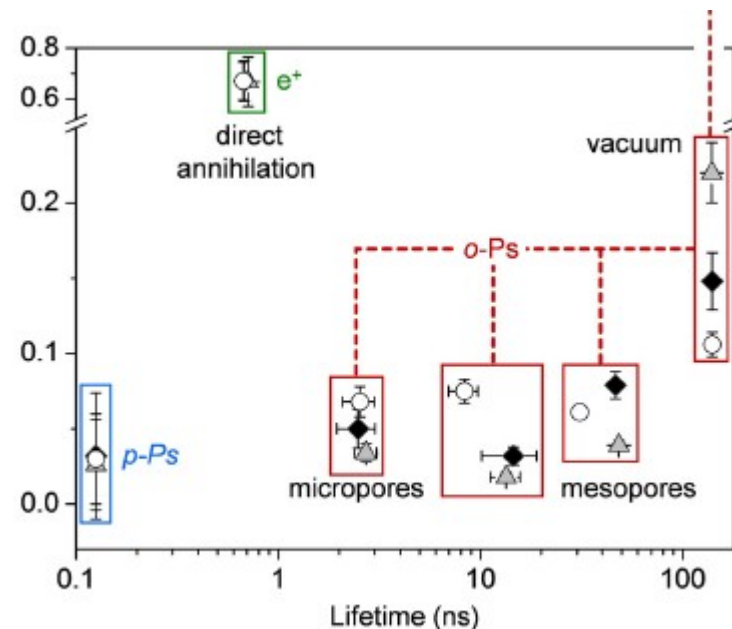 0.8
0.6
e⁺
direct
annihilation
vacuum
0.2
o-Ps
0.1
p-Ps
micropores
mesopores
0.0
0.1
1
10
100
Lifetime (ns)